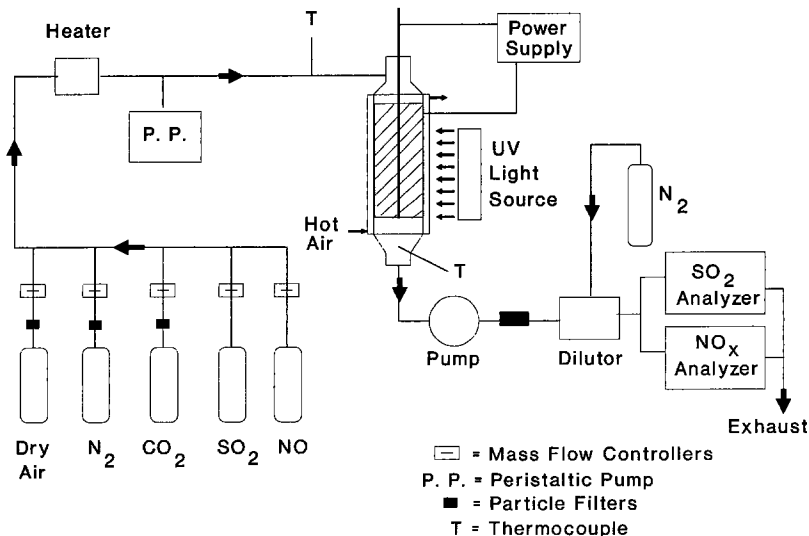 T
Heater
Power
Supply
P. P.
UV
Light
Source
N2
Hot
Air
T
SO2
Analyzer
NOX
Analyzer
Pump
Dilutor
Exhaust
Dry
Air
N2
CO2
SO2
NO
= Mass Flow Controllers
P. P. = Peristaltic Pump
= Particle Filters
T = Thermocouple